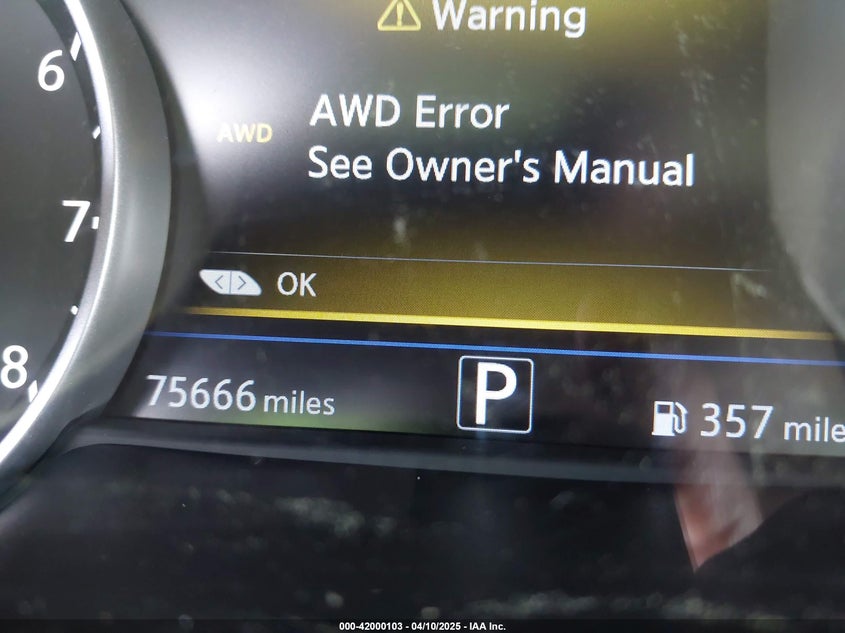 Warning
6
AWD Error
AWD
See Owner's Manual
7
OK
8
75666 miles
P
357 mile
000-42000103 - 04/10/2025 - IAA Inc.